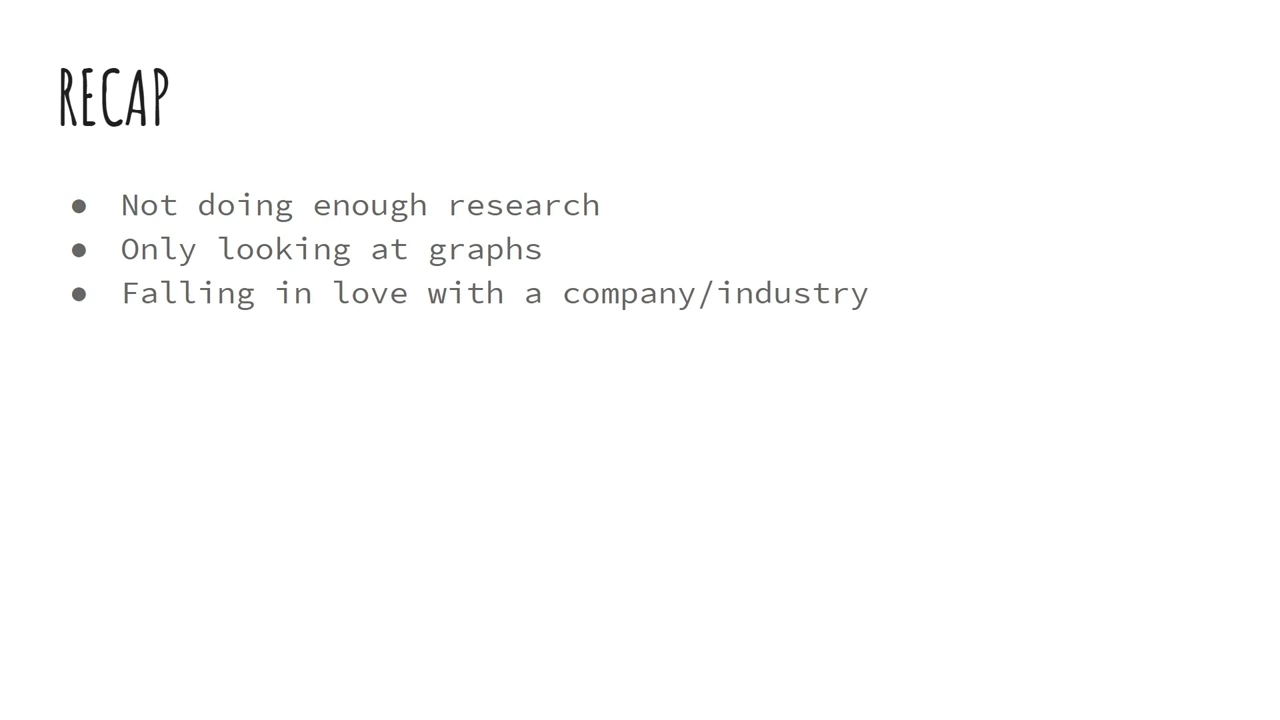 RECAP
● Not doing enough research
● Only looking at graphs
● Falling in love with a company/industry